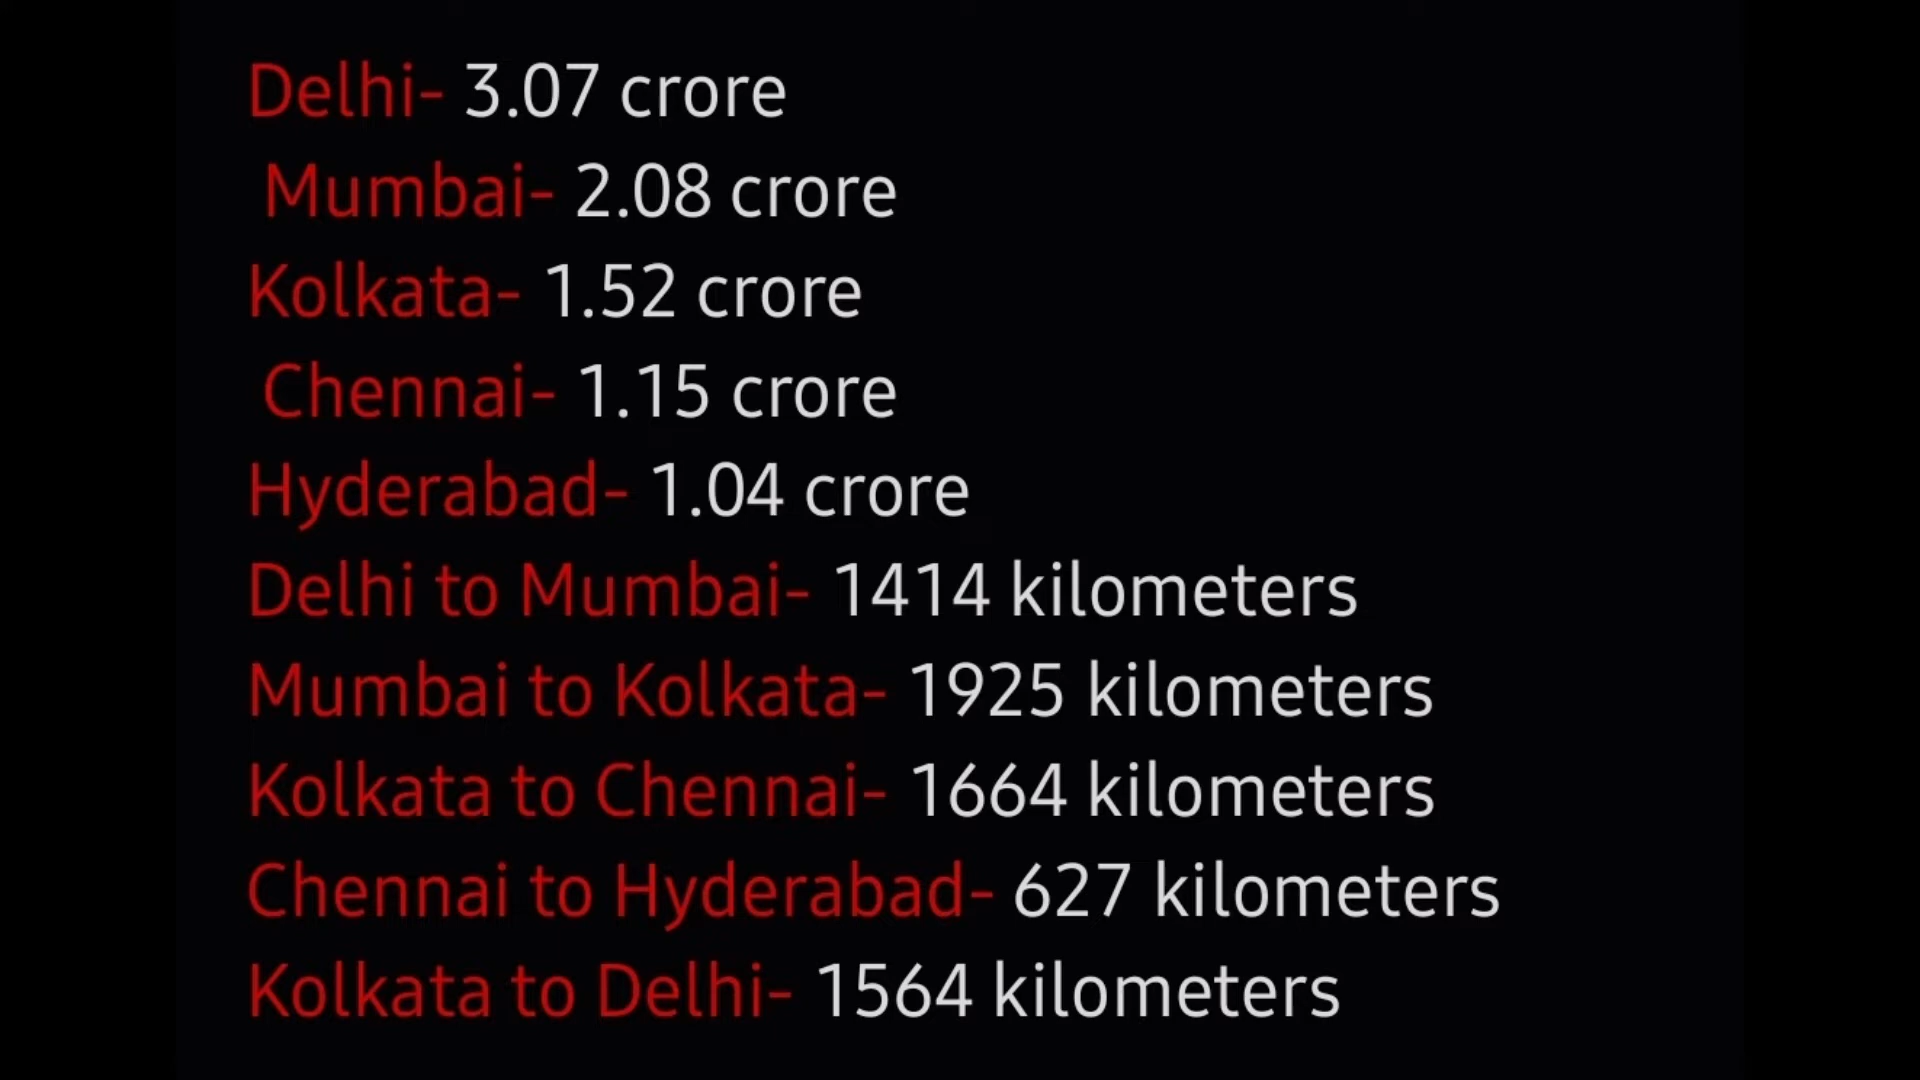 Delhi- 3.07 crore
Mumbai- 2.08 crore
Kolkata- 1.52 crore
Chennai- 1.15 crore
Hyderabad- 1.04 crore
Delhi to Mumbai- 1414 kilometers
Mumbai to Kolkata- 1925 kilometers
Kolkata to Chennai- 1664 kilometers
Chennai to Hyderabad- 627 kilometers
Kolkata to Delhi- 1564 kilometers